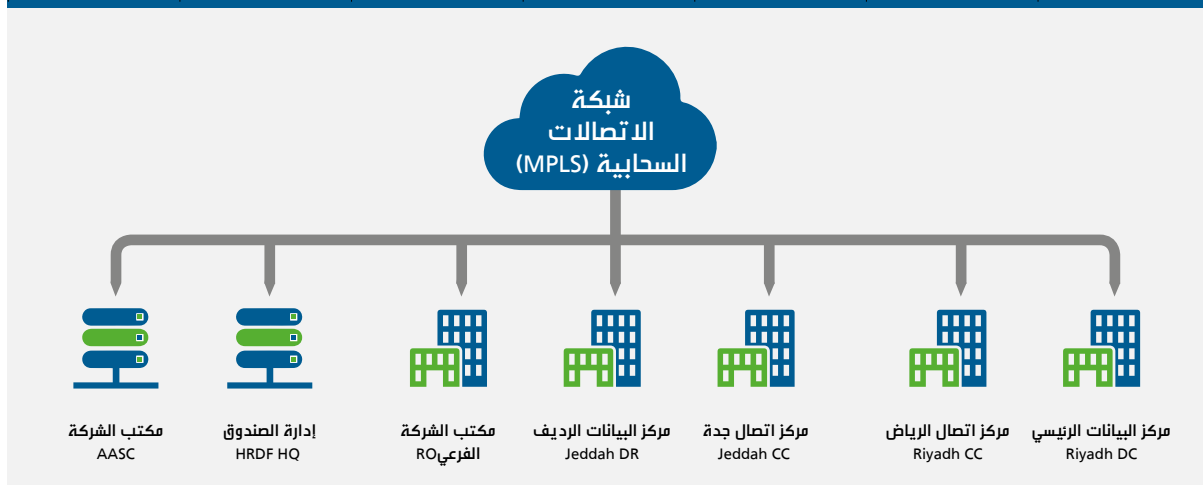 شبكة
الاتصالات
السحابية (MPLS)
مركز البيانات الرئيسي
Riyadh DC
مركز اتصال الرياض
Riyadh CC
مركز اتصال جدة
Jeddah CC
مركز البيانات الرديف
Jeddah DR
مكتب الشركة
الفرعيRO
إدارة الصندوق
HRDF HQ
مكتب الشركة
AASC